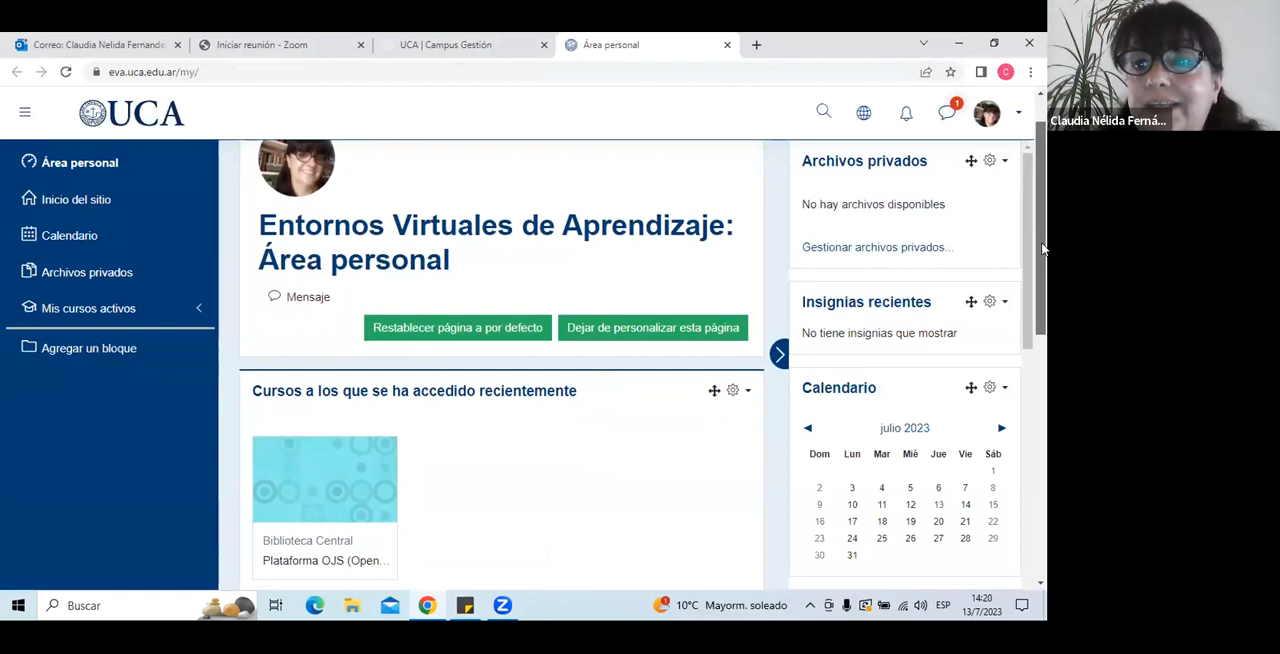 Correo: Claudia Nelida Fernande
Iniciar reunión - Zoom
UCA | Campus Gestión
Área personal
eva.uca.edu.ar/my/
C
Claudia Nélida Ferná...
UCA
1
Área personal
Inicio del sitio
Calendario
Archivos privados
Mis cursos activos
Agregar un bloque
Entornos Virtuales de Aprendizaje:
Área personal
Mensaje
Restablecer página a por defecto
Dejar de personalizar esta página
Cursos a los que se ha accedido recientemente
Biblioteca Central
Plataforma OJS (Open...
Archivos privados
No hay archivos disponibles
Gestionar archivos privados...
Insignias recientes
No tiene insignias que mostrar
Calendario
◄ julio 2023 ►
Dom Lun Mar Mié Jue Vie Sáb
1
2 3 4 5 6 7 8
9 10 11 12 13 14 15
16 17 18 19 20 21 22
23 24 25 26 27 28 29
30 31
Buscar
1
10°C Mayorm. soleado
ESP
14:20
13/7/2023